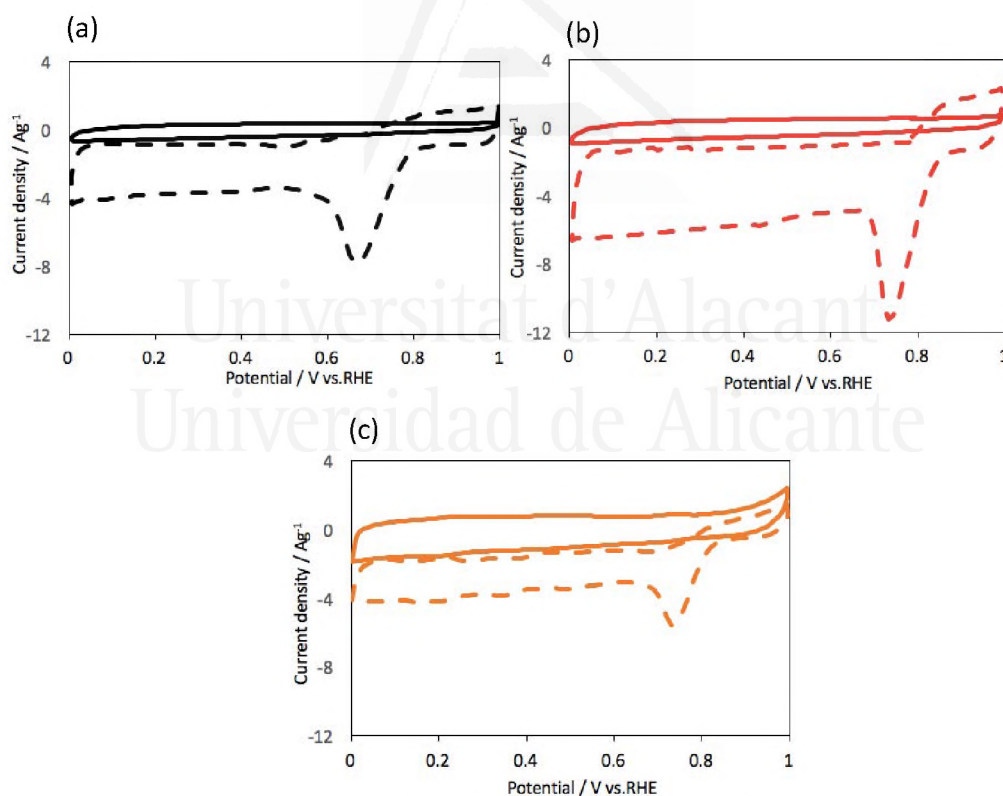 (a)
4
0
-4
-8
-12
Current density / Ag⁻¹
0 0.2 0.4 0.6 0.8 1
Potential / V vs.RHE
(b)
4
0
-4
-8
-12
Current density / Ag⁻¹
0 0.2 0.4 0.6 0.8 1
Potential / V vs.RHE
Universitat d'Alacant
Universidad de Alicante
(c)
4
0
-4
-8
-12
Current density / Ag⁻¹
0 0.2 0.4 0.6 0.8 1
Potential / V vs.RHE